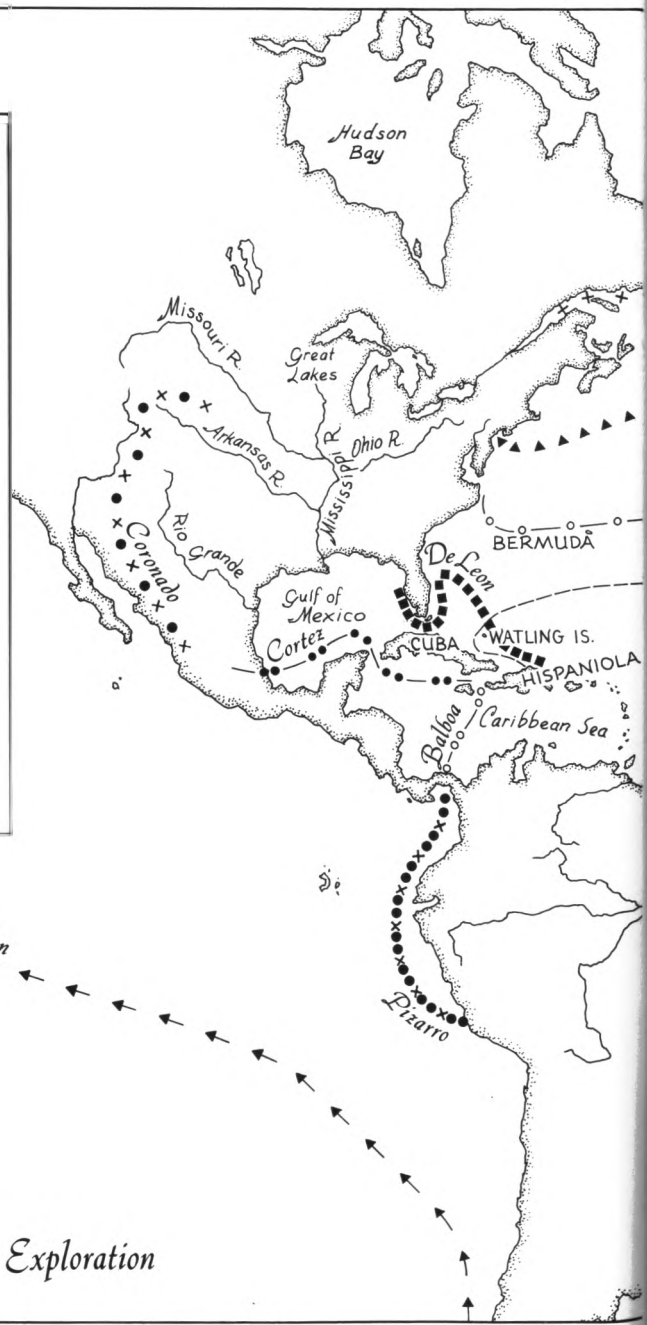 Hudson
Bay
Missouri R.
Great
Lakes
Arkansas R.
Mississippi R.
Ohio R.
Rio Grande
Coronado
BERMUDA
De Leon
Gulf of
Mexico
Cortez
CUBA
WATLING IS.
HISPANIOLA
Balboa
Caribbean Sea
n
Pizarro
Exploration